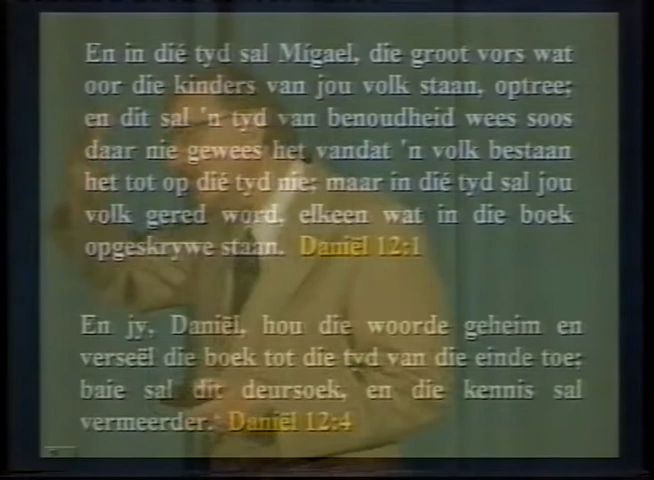 En in dié tyd sal Mígael, die groot vors wat
oor die kinders van jou volk staan, optree;
en dit sal 'n tyd van benoudheid wees soos
daar nie gewees het vandat 'n volk bestaan
het tot op dié tyd nie; maar in dié tyd sal jou
volk gered word, elkeen wat in die boek
opgeskrywe staan. Daniël 12:1
En jy, Daniël, hou die woorde geheim en
verseël die boek tot die tyd van die einde toe;
baie sal dit deursoek, en die kennis sal
vermeerder. Daniël 12:4